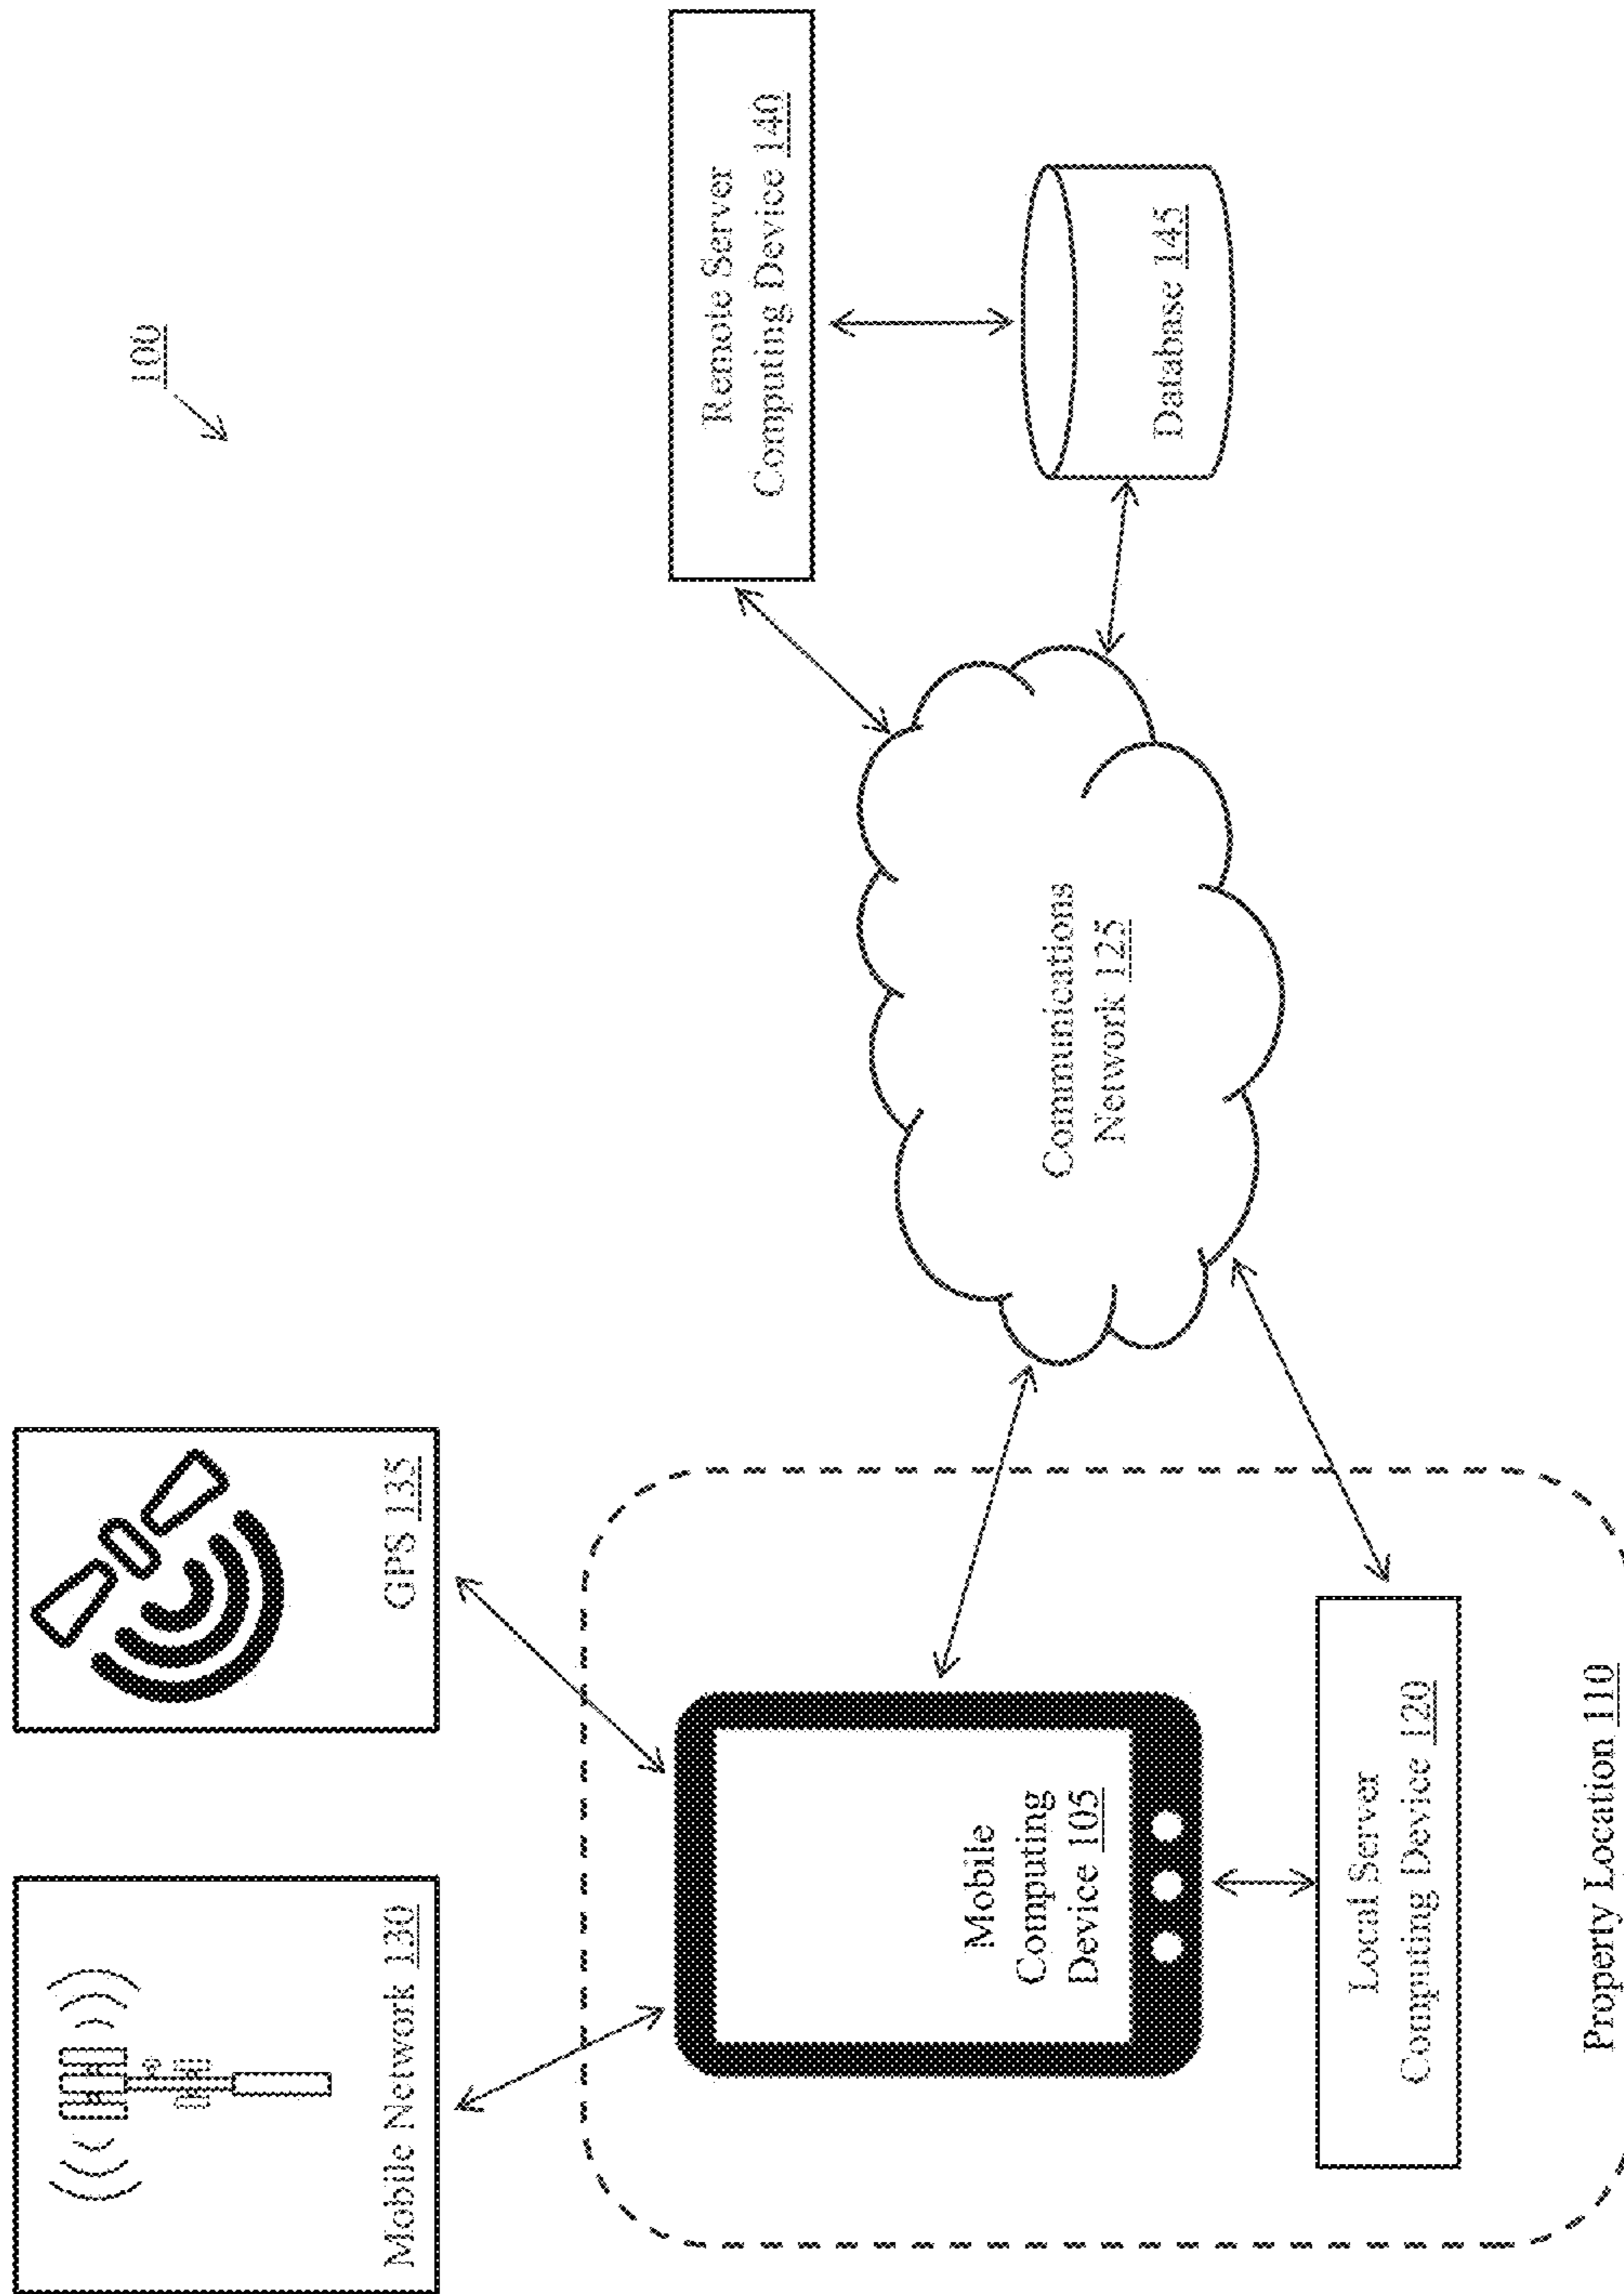 100
Mobile Network 130
GPS 135
Mobile
Computing
Device 105
Local Server
Computing Device 120
Property Location 110
Communications
Network 125
Remote Server
Computing Device 140
Database 145